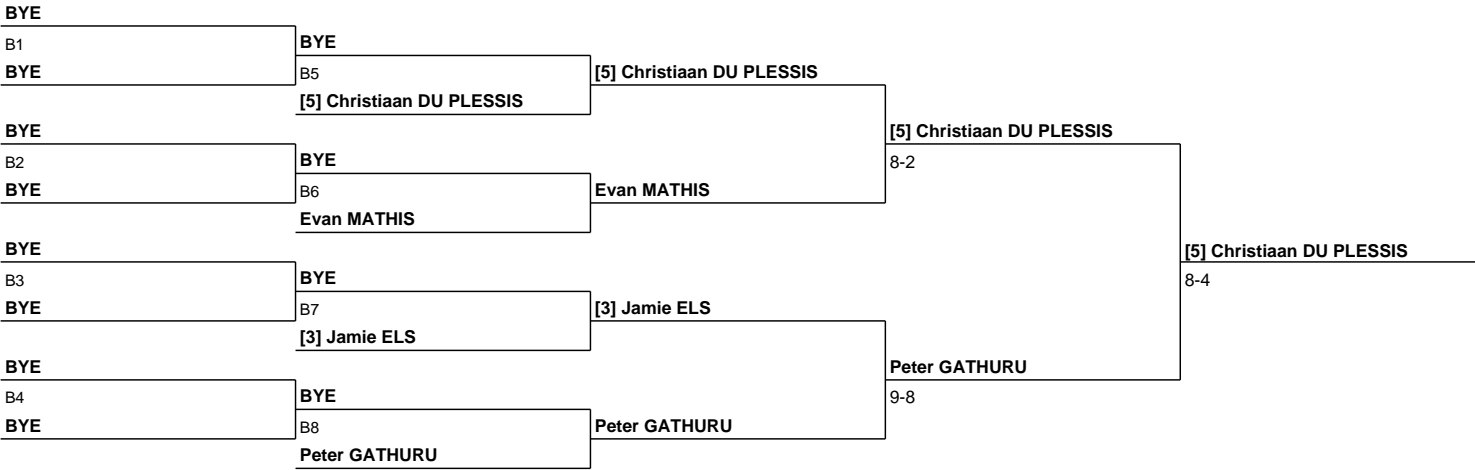 BYE
B1
BYE
BYE
B5
[5] Christiaan DU PLESSIS
[5] Christiaan DU PLESSIS
BYE
B2
BYE
BYE
B6
Evan MATHIS
Evan MATHIS
[5] Christiaan DU PLESSIS
8-2
BYE
B3
BYE
BYE
B7
[3] Jamie ELS
[3] Jamie ELS
BYE
B4
BYE
BYE
B8
Peter GATHURU
Peter GATHURU
Peter GATHURU
9-8
[5] Christiaan DU PLESSIS
8-4